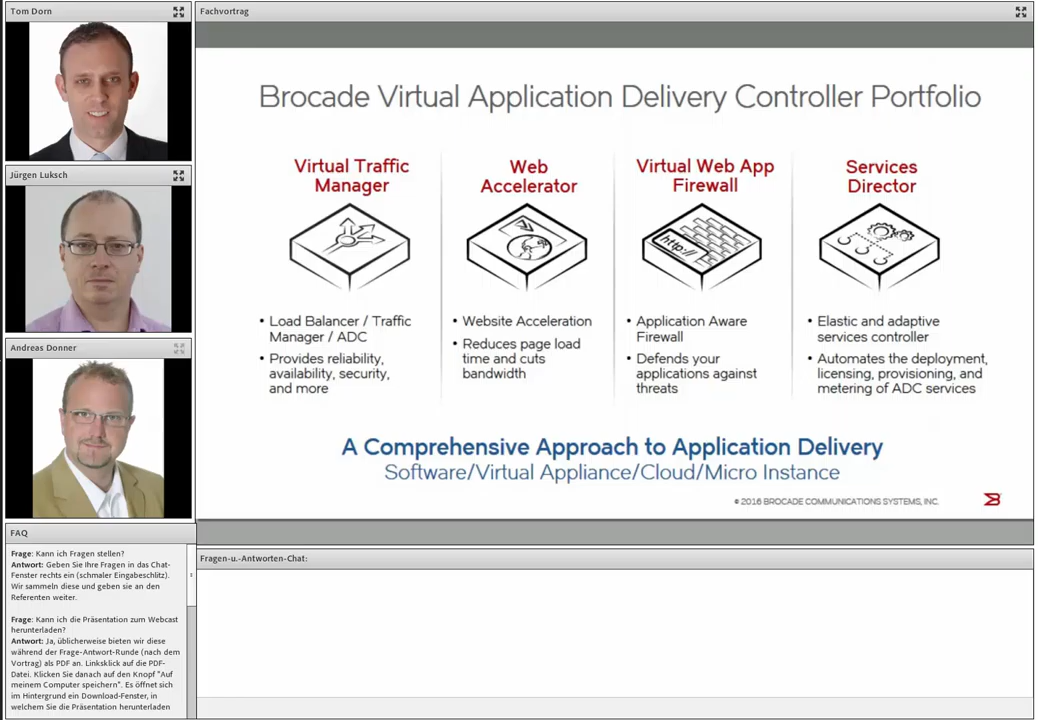 Tom Dorn
Jürgen Luksch
Andreas Donner
FAQ
Frage: Kann ich Fragen stellen?
Antwort: Geben Sie Ihre Fragen in das Chat-
Fenster rechts ein (schmaler Eingabeschlitz).
Wir sammeln diese und geben sie an den
Referenten weiter.
Frage: Kann ich die Präsentation zum Webcast
herunterladen?
Antwort: Ja, üblicherweise bieten wir diese
während der Frage-Antwort-Runde (nach dem
Vortrag) als PDF an. Linksklick auf die PDF-
Datei. Klicken Sie danach auf den Knopf "Auf
meinem Computer speichern". Es öffnet sich
im Hintergrund ein Download-Fenster, in
welchem Sie die Präsentation herunterladen
Fachvortrag
Brocade Virtual Application Delivery Controller Portfolio
Virtual Traffic
Manager
• Load Balancer / Traffic
Manager / ADC
• Provides reliability,
availability, security,
and more
Web
Accelerator
• Website Acceleration
• Reduces page load
time and cuts
bandwidth
Virtual Web App
Firewall
http://
• Application Aware
Firewall
• Defends your
applications against
threats
Services
Director
• Elastic and adaptive
services controller
• Automates the deployment,
licensing, provisioning, and
metering of ADC services
A Comprehensive Approach to Application Delivery
Software/Virtual Appliance/Cloud/Micro Instance
© 2016 BROCADE COMMUNICATIONS SYSTEMS, INC.
Fragen-u.-Antworten-Chat: